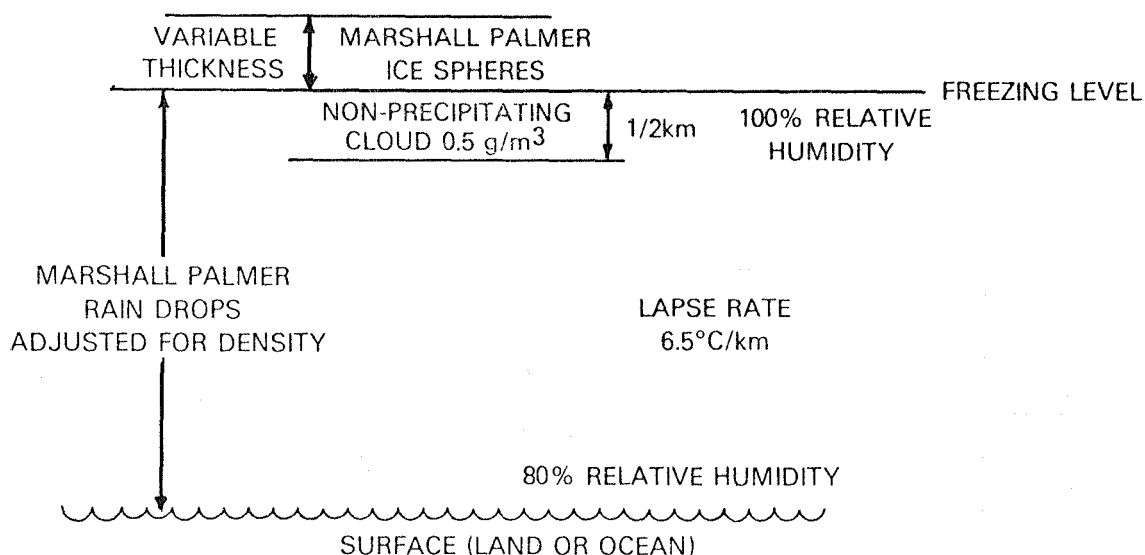 VARIABLE
THICKNESS
MARSHALL PALMER
ICE SPHERES
FREEZING LEVEL
NON-PRECIPITATING
CLOUD 0.5 g/m³
1/2km
100% RELATIVE
HUMIDITY
MARSHALL PALMER
RAIN DROPS
ADJUSTED FOR DENSITY
LAPSE RATE
6.5°C/km
80% RELATIVE HUMIDITY
SURFACE (LAND OR OCEAN)